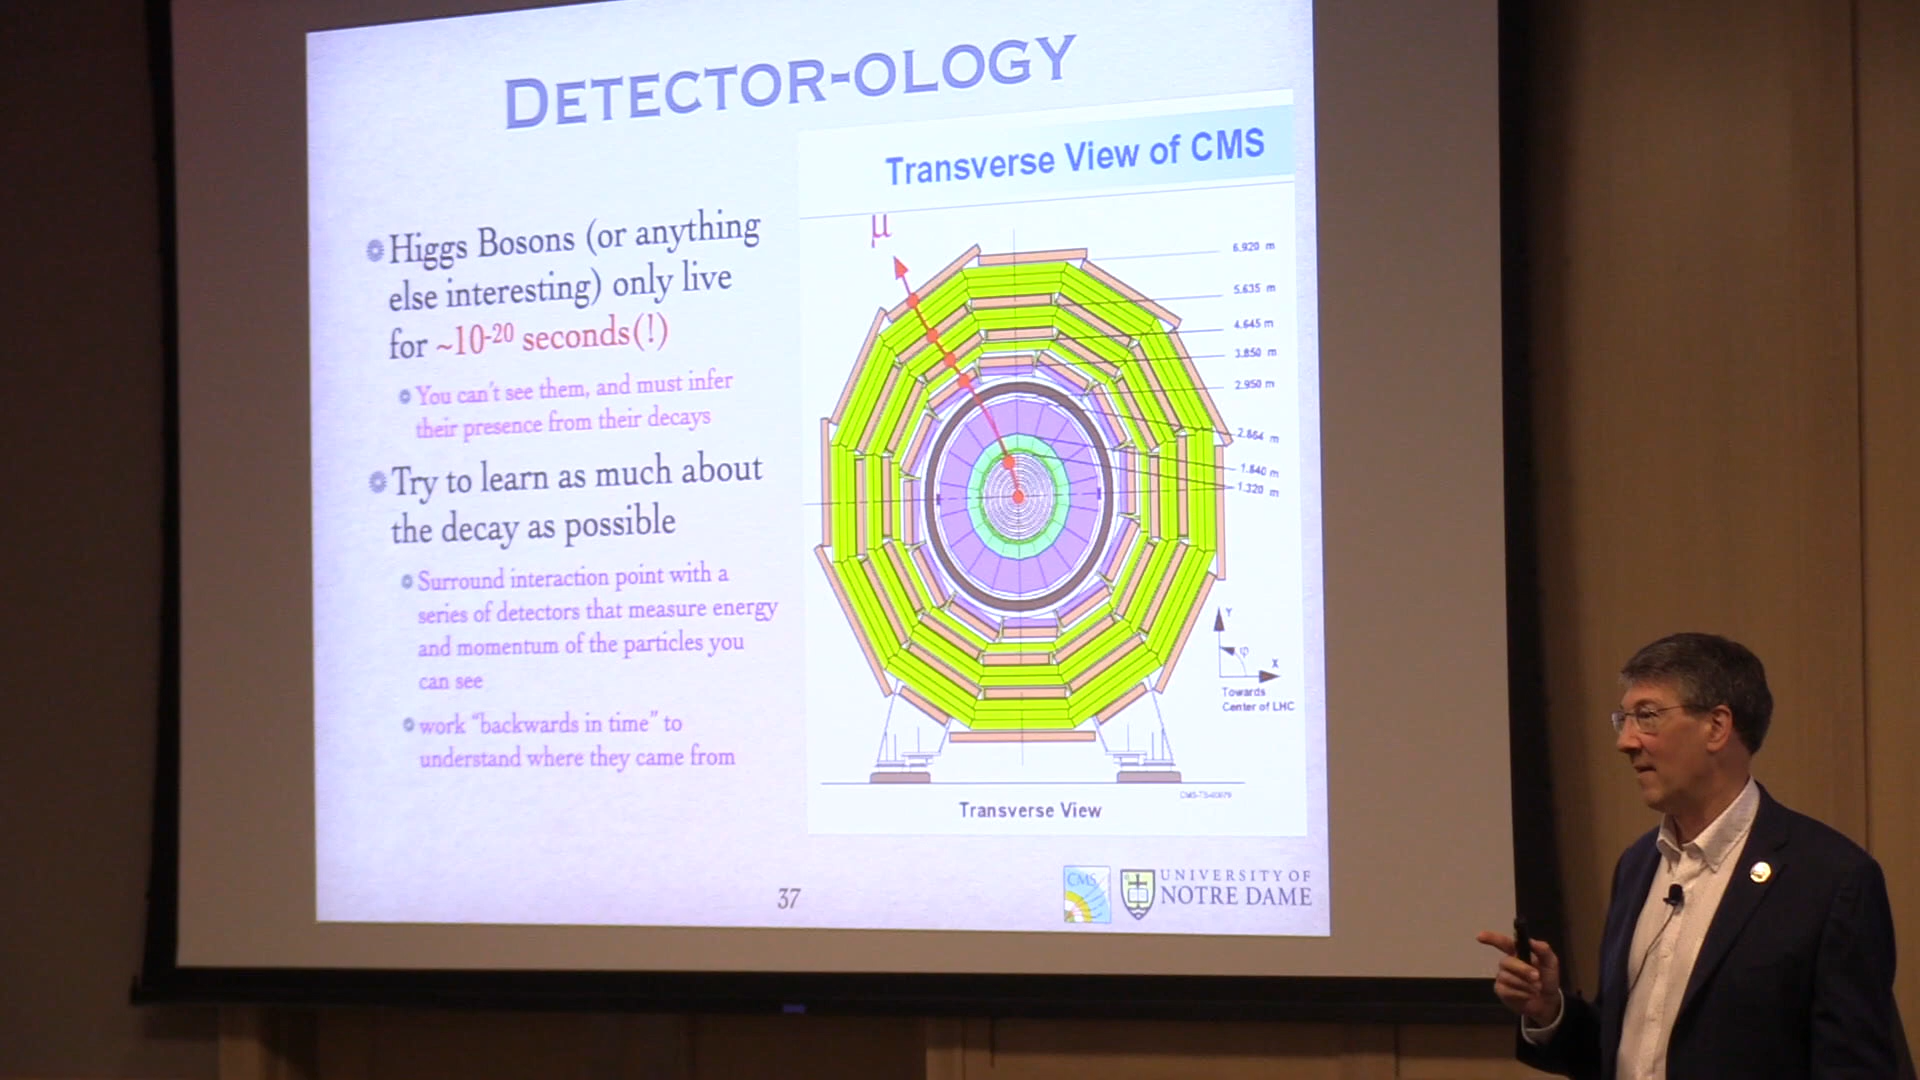 DETECTOR-OLOGY
Transverse View of CMS
Higgs Bosons (or anything
else interesting) only live
for ~10-20 seconds(!)
You can't see them, and must infer
their presence from their decays
Try to learn as much about
the decay as possible
Surround interaction point with a
series of detectors that measure energy
and momentum of the particles you
can see
work "backwards in time" to
understand where they came from
μ
6.920 m
5.635 m
4.645 m
3.850 m
2.950 m
2.864 m
1.840 m
1.320 m
Y
φ
X
Towards
Center of LHC
Transverse View
37
CMS
UNIVERSITY OF
NOTRE DAME